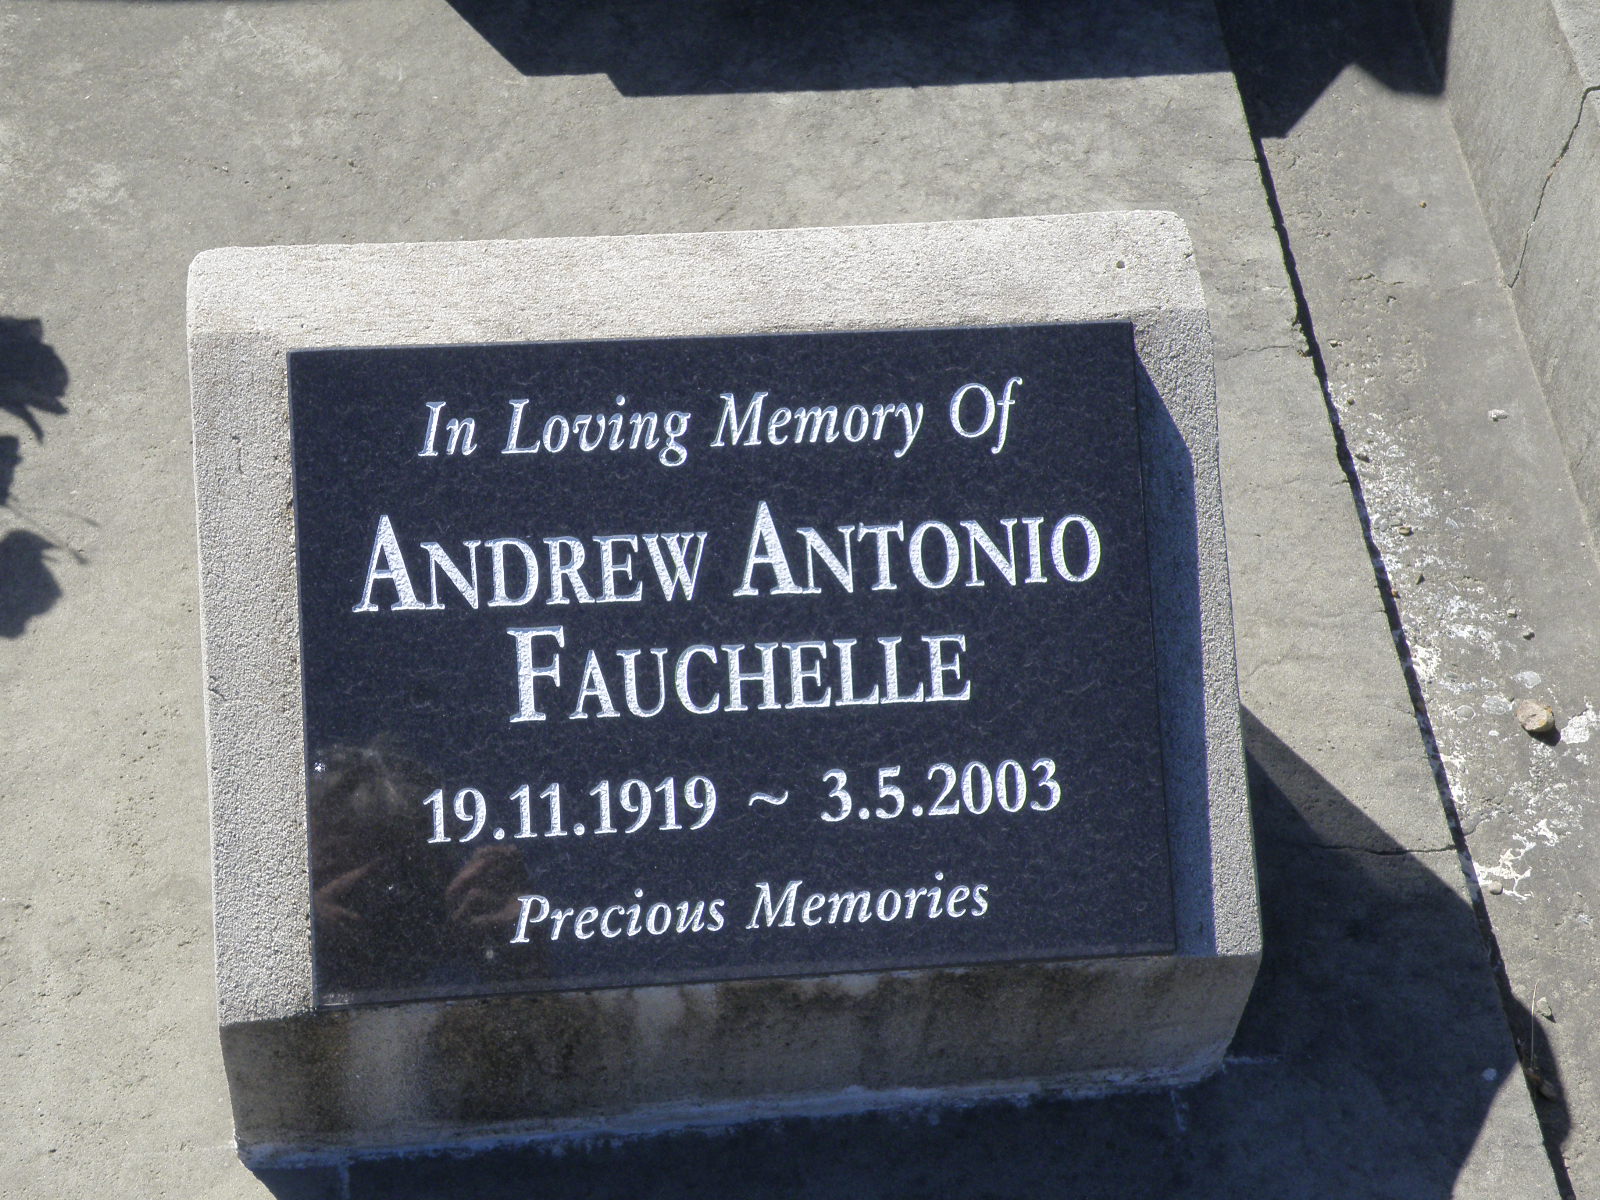 In Loving Memory Of
ANDREW ANTONIO
FAUCHELLE
19.11.1919 ~ 3.5.2003
Precious Memories